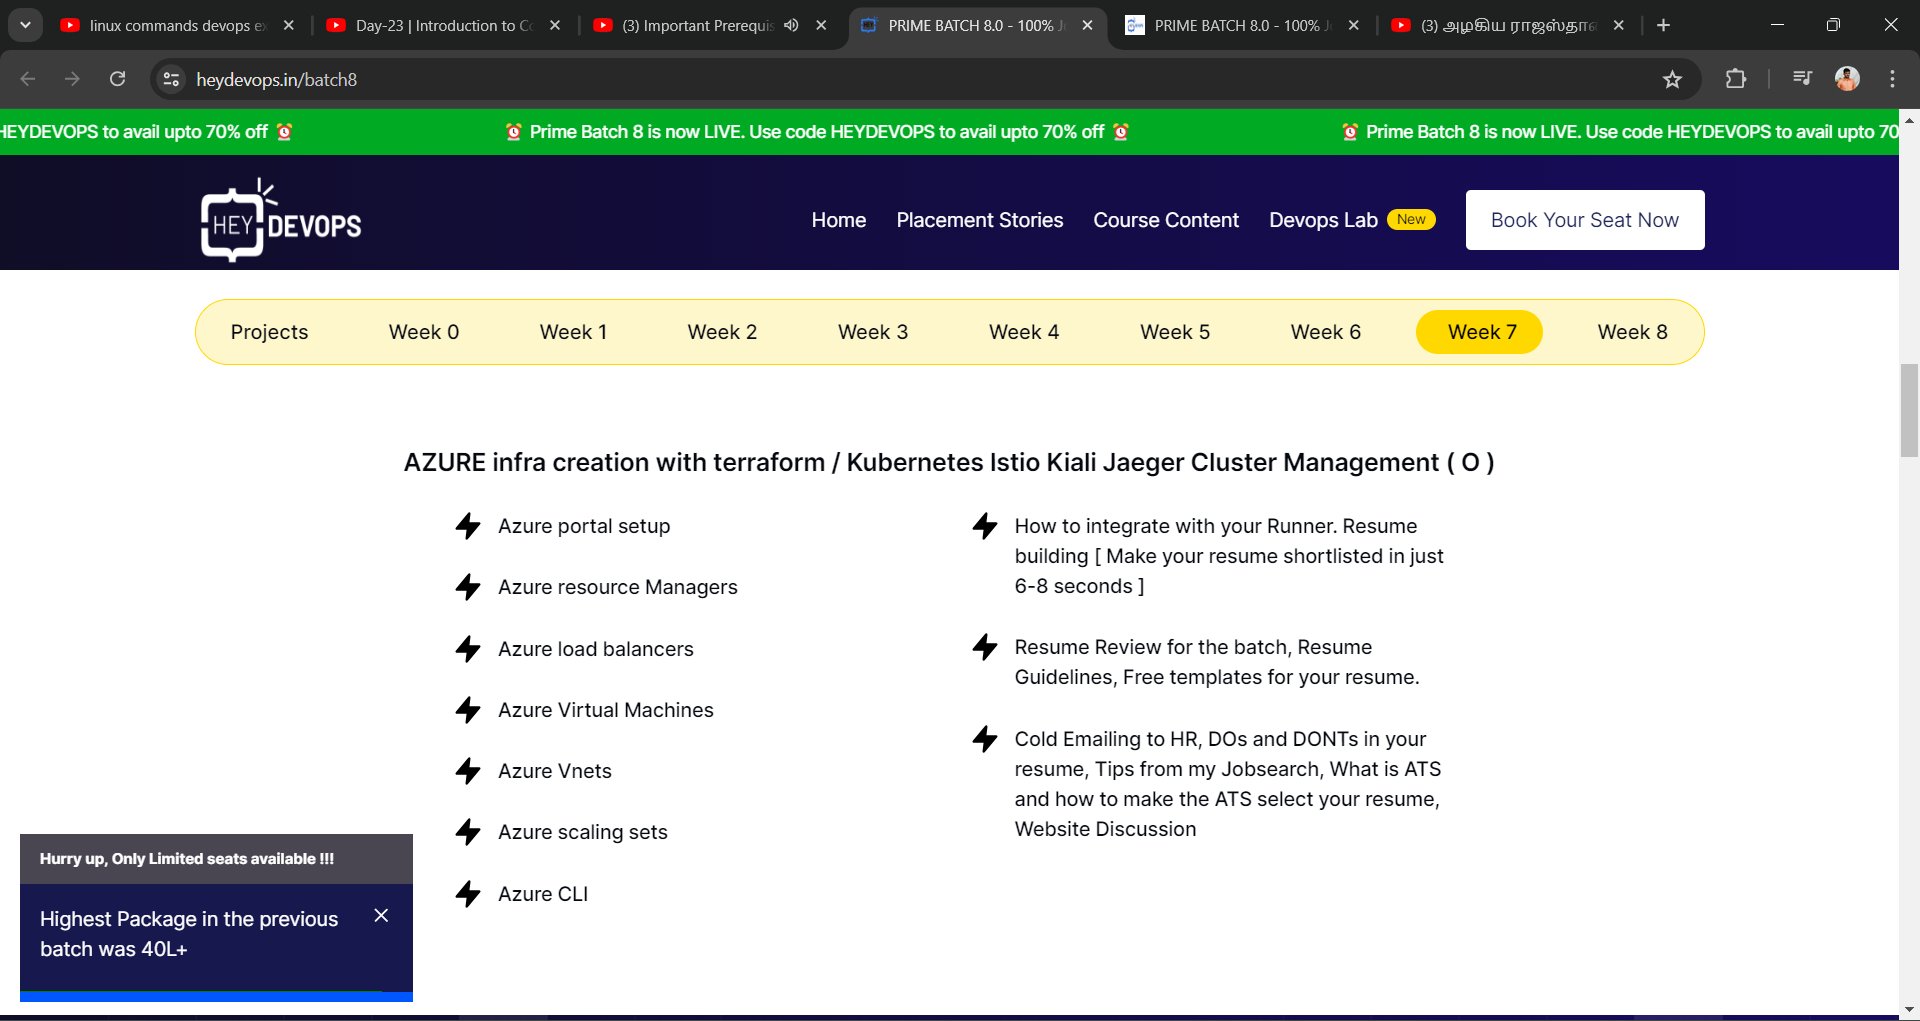 linux commands devops ex
Day-23 | Introduction to Co
(3) Important Prerequis
PRIME BATCH 8.0 - 100% J
PRIME BATCH 8.0 - 100% J
(3) அழகிய ராஜஸ்தான்
heydevops.in/batch8
HEYDEVOPS to avail upto 70% off ⏰
⏰ Prime Batch 8 is now LIVE. Use code HEYDEVOPS to avail upto 70% off ⏰
⏰ Prime Batch 8 is now LIVE. Use code HEYDEVOPS to avail upto 70
HEY DEVOPS
Home
Placement Stories
Course Content
Devops Lab New
Book Your Seat Now
Projects
Week 0
Week 1
Week 2
Week 3
Week 4
Week 5
Week 6
Week 7
Week 8
AZURE infra creation with terraform / Kubernetes Istio Kiali Jaeger Cluster Management ( O )
Azure portal setup
Azure resource Managers
Azure load balancers
Azure Virtual Machines
Azure Vnets
Azure scaling sets
Azure CLI
How to integrate with your Runner. Resume
building [ Make your resume shortlisted in just
6-8 seconds ]
Resume Review for the batch, Resume
Guidelines, Free templates for your resume.
Cold Emailing to HR, DOs and DONTs in your
resume, Tips from my Jobsearch, What is ATS
and how to make the ATS select your resume,
Website Discussion
Hurry up, Only Limited seats available !!!
Highest Package in the previous
batch was 40L+